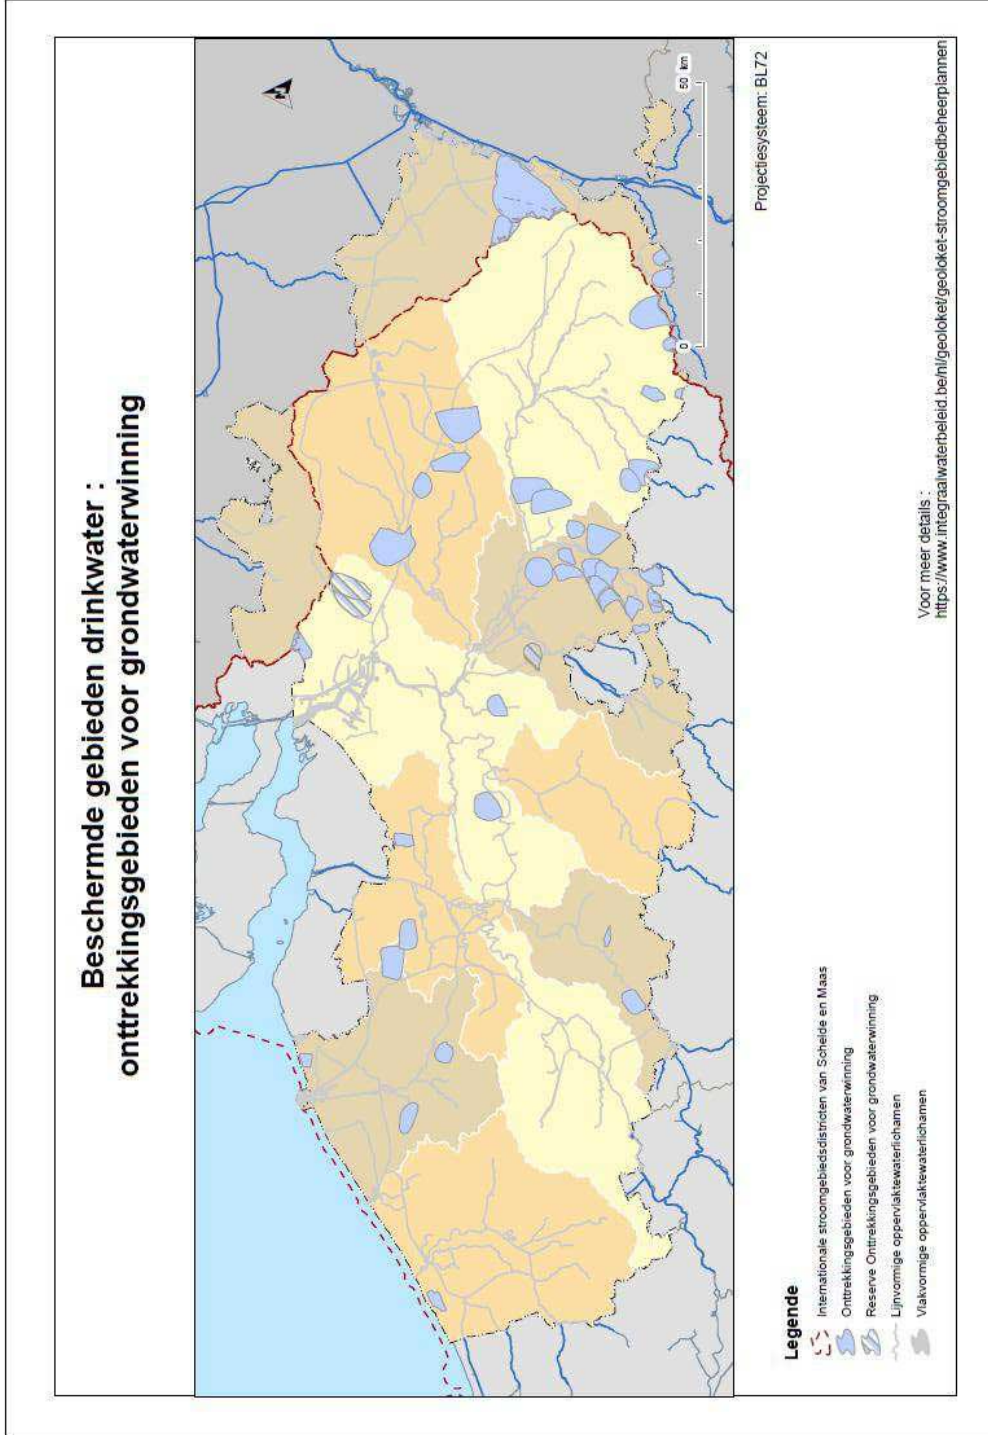 Beschermde gebieden drinkwater :
onttrekkingsgebieden voor grondwaterwinning
N
0
50 km
Projectiesysteem: BL72
Legende
Internationale stroomgebiedsdistricten van Schelde en Maas
Onttrekkingsgebieden voor grondwaterwinning
Reserve Onttrekkingsgebieden voor grondwaterwinning
Lijnvormige oppervlaktewaterlichamen
Vlakvormige oppervlaktewaterlichamen
Voor meer details :
https://www.integraalwaterbeleid.be/nl/geoloket/geoloket-stroomgebiedbeheerplannen